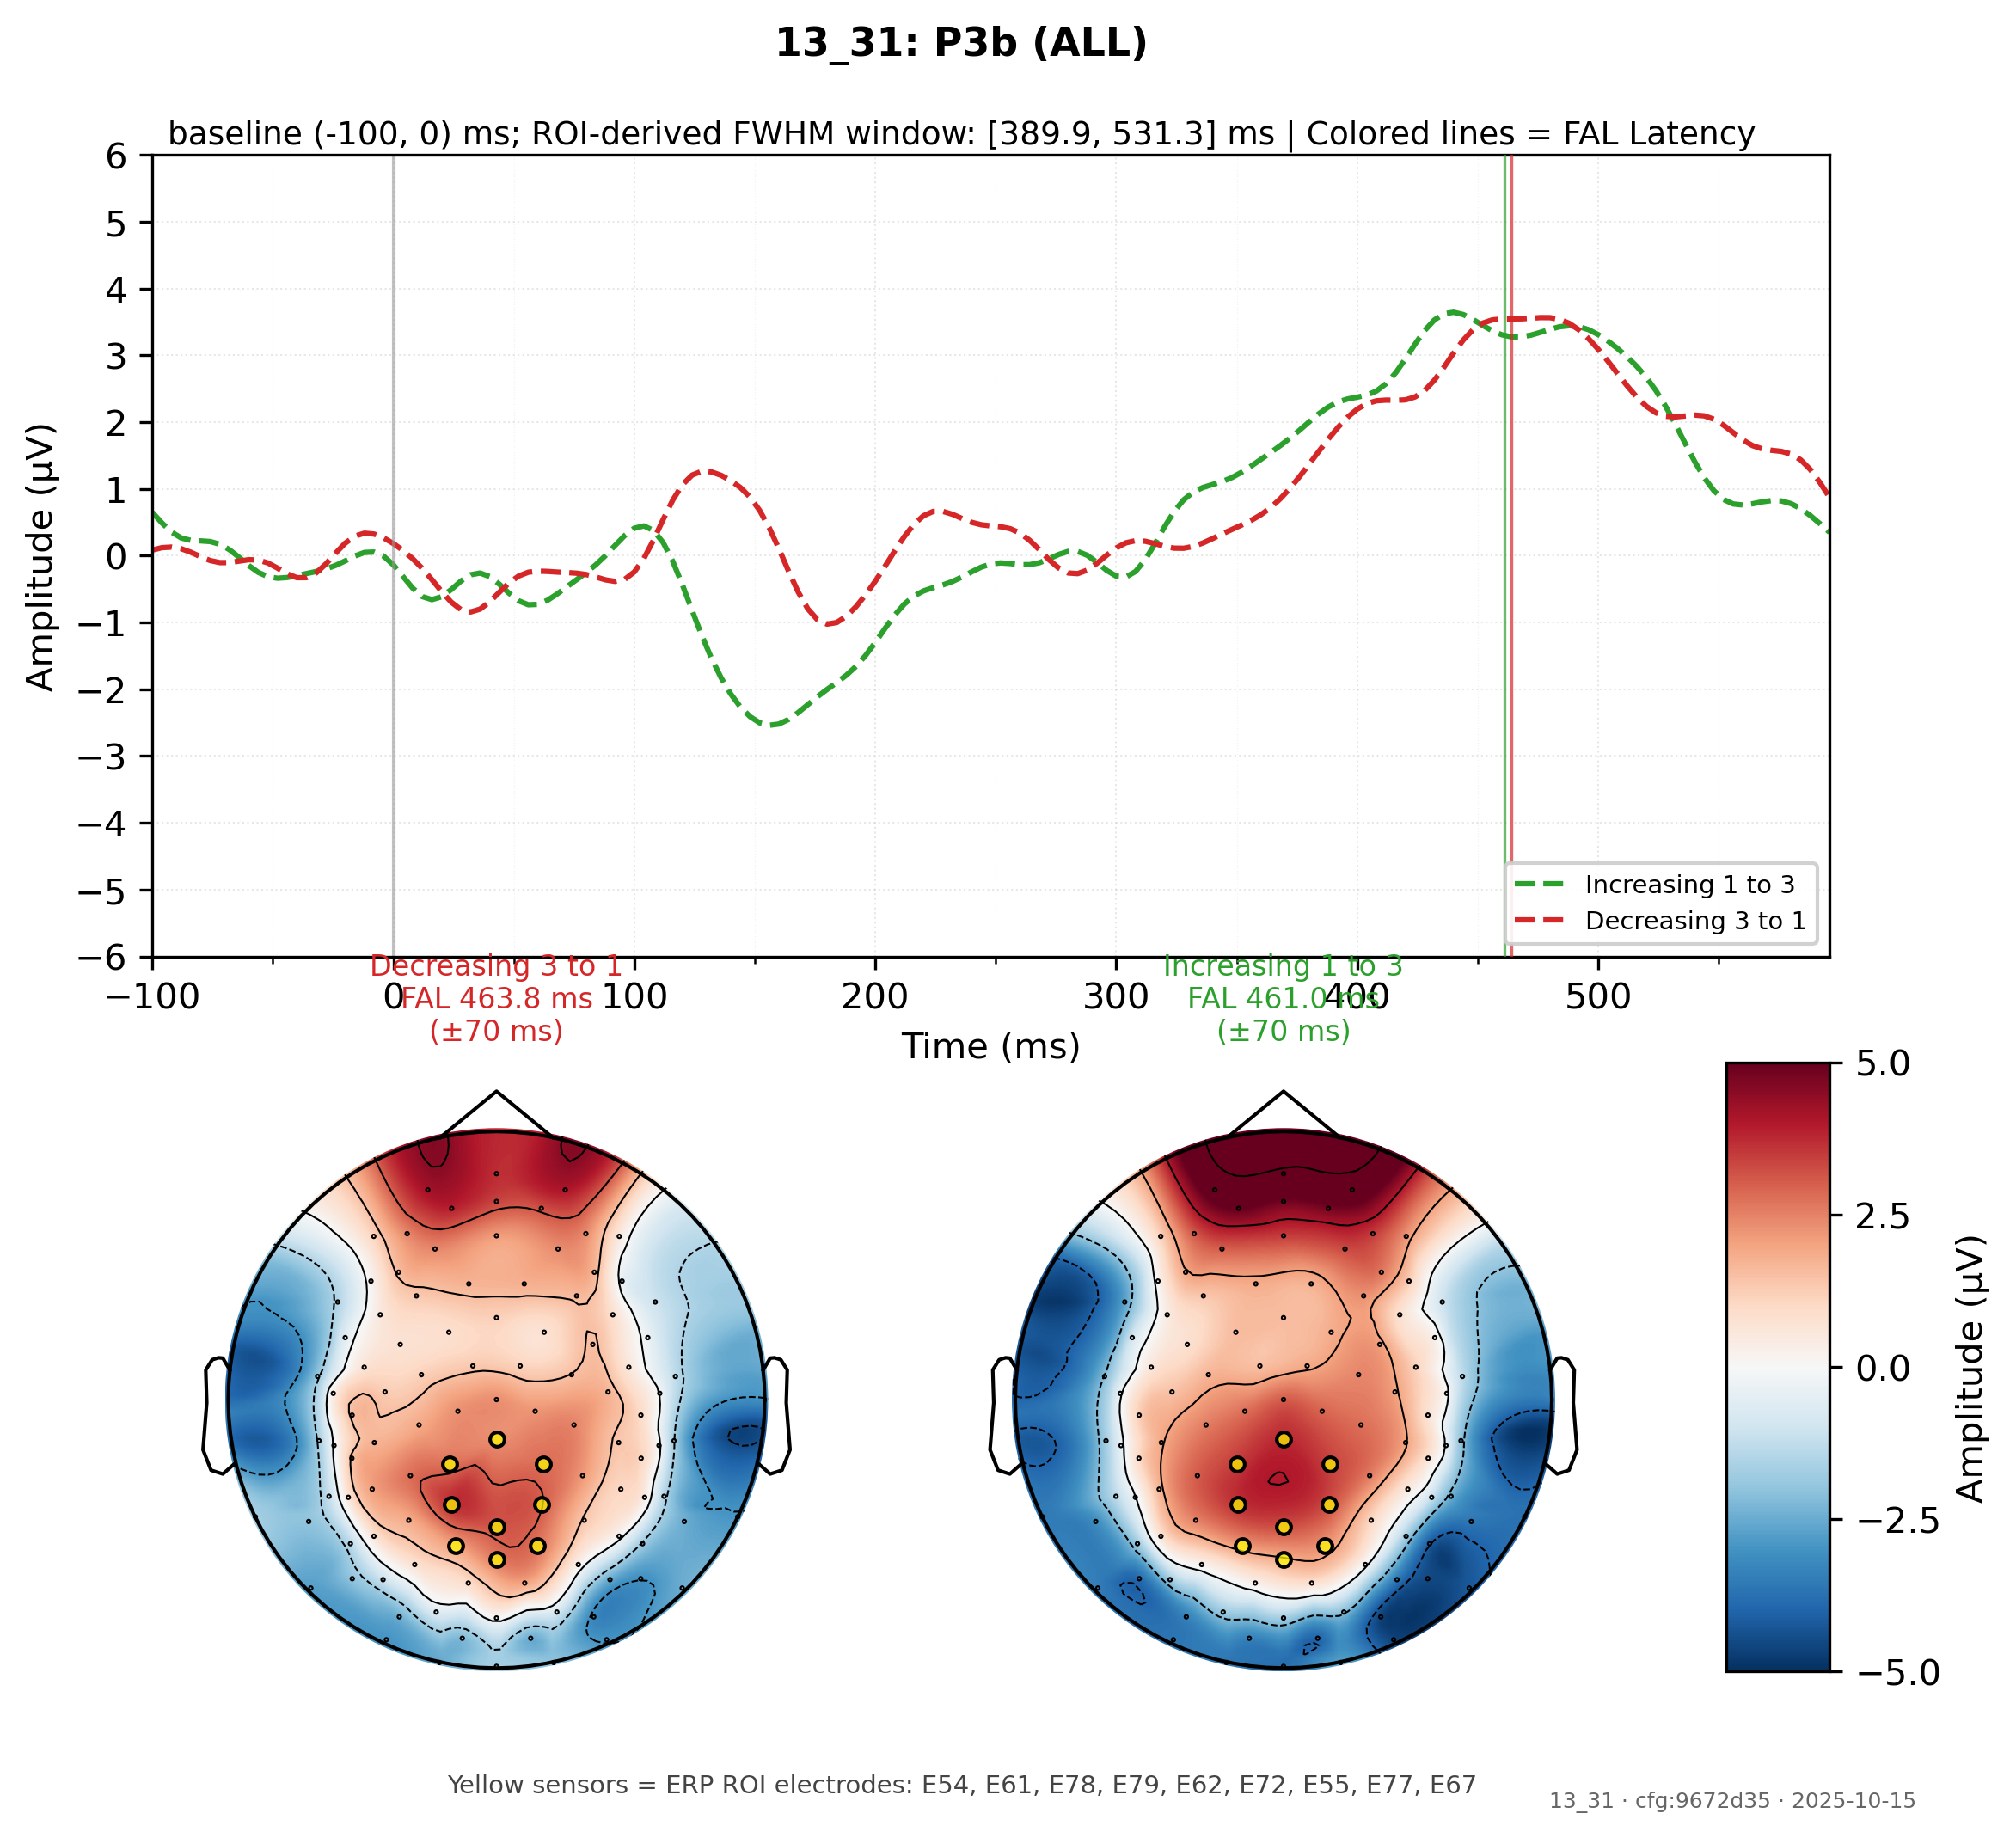 13_31: P3b (ALL)
baseline (-100, 0) ms; ROI-derived FWHM window: [389.9, 531.3] ms | Colored lines = FAL Latency
6
5
4
3
2
1
0
−1
−2
−3
−4
−5
−6
Amplitude (µV)
Increasing 1 to 3
Decreasing 3 to 1
−100 0 100 200 300 400 500
Time (ms)
Decreasing 3 to 1
FAL 463.8 ms
(±70 ms)
Increasing 1 to 3
FAL 461.0 ms
(±70 ms)
5.0
2.5
0.0
−2.5
−5.0
Amplitude (µV)
Yellow sensors = ERP ROI electrodes: E54, E61, E78, E79, E62, E72, E55, E77, E67
13_31 · cfg:9672d35 · 2025-10-15